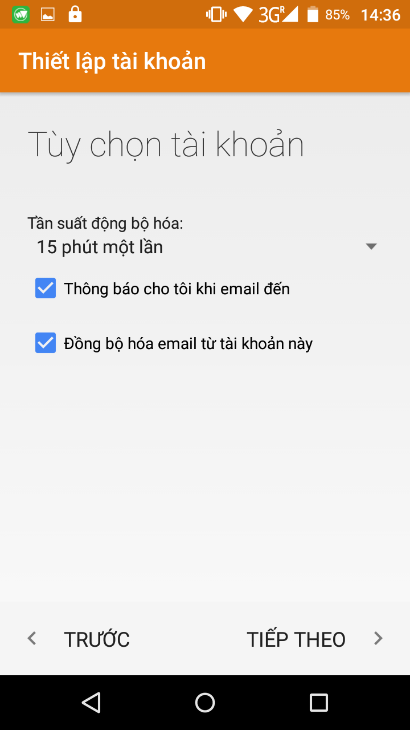 3G R 85% 14:36
Thiết lập tài khoản
Tùy chọn tài khoản
Tần suất động bộ hóa:
15 phút một lần
Thông báo cho tôi khi email đến
Đồng bộ hóa email từ tài khoản này
TRƯỚC TIẾP THEO